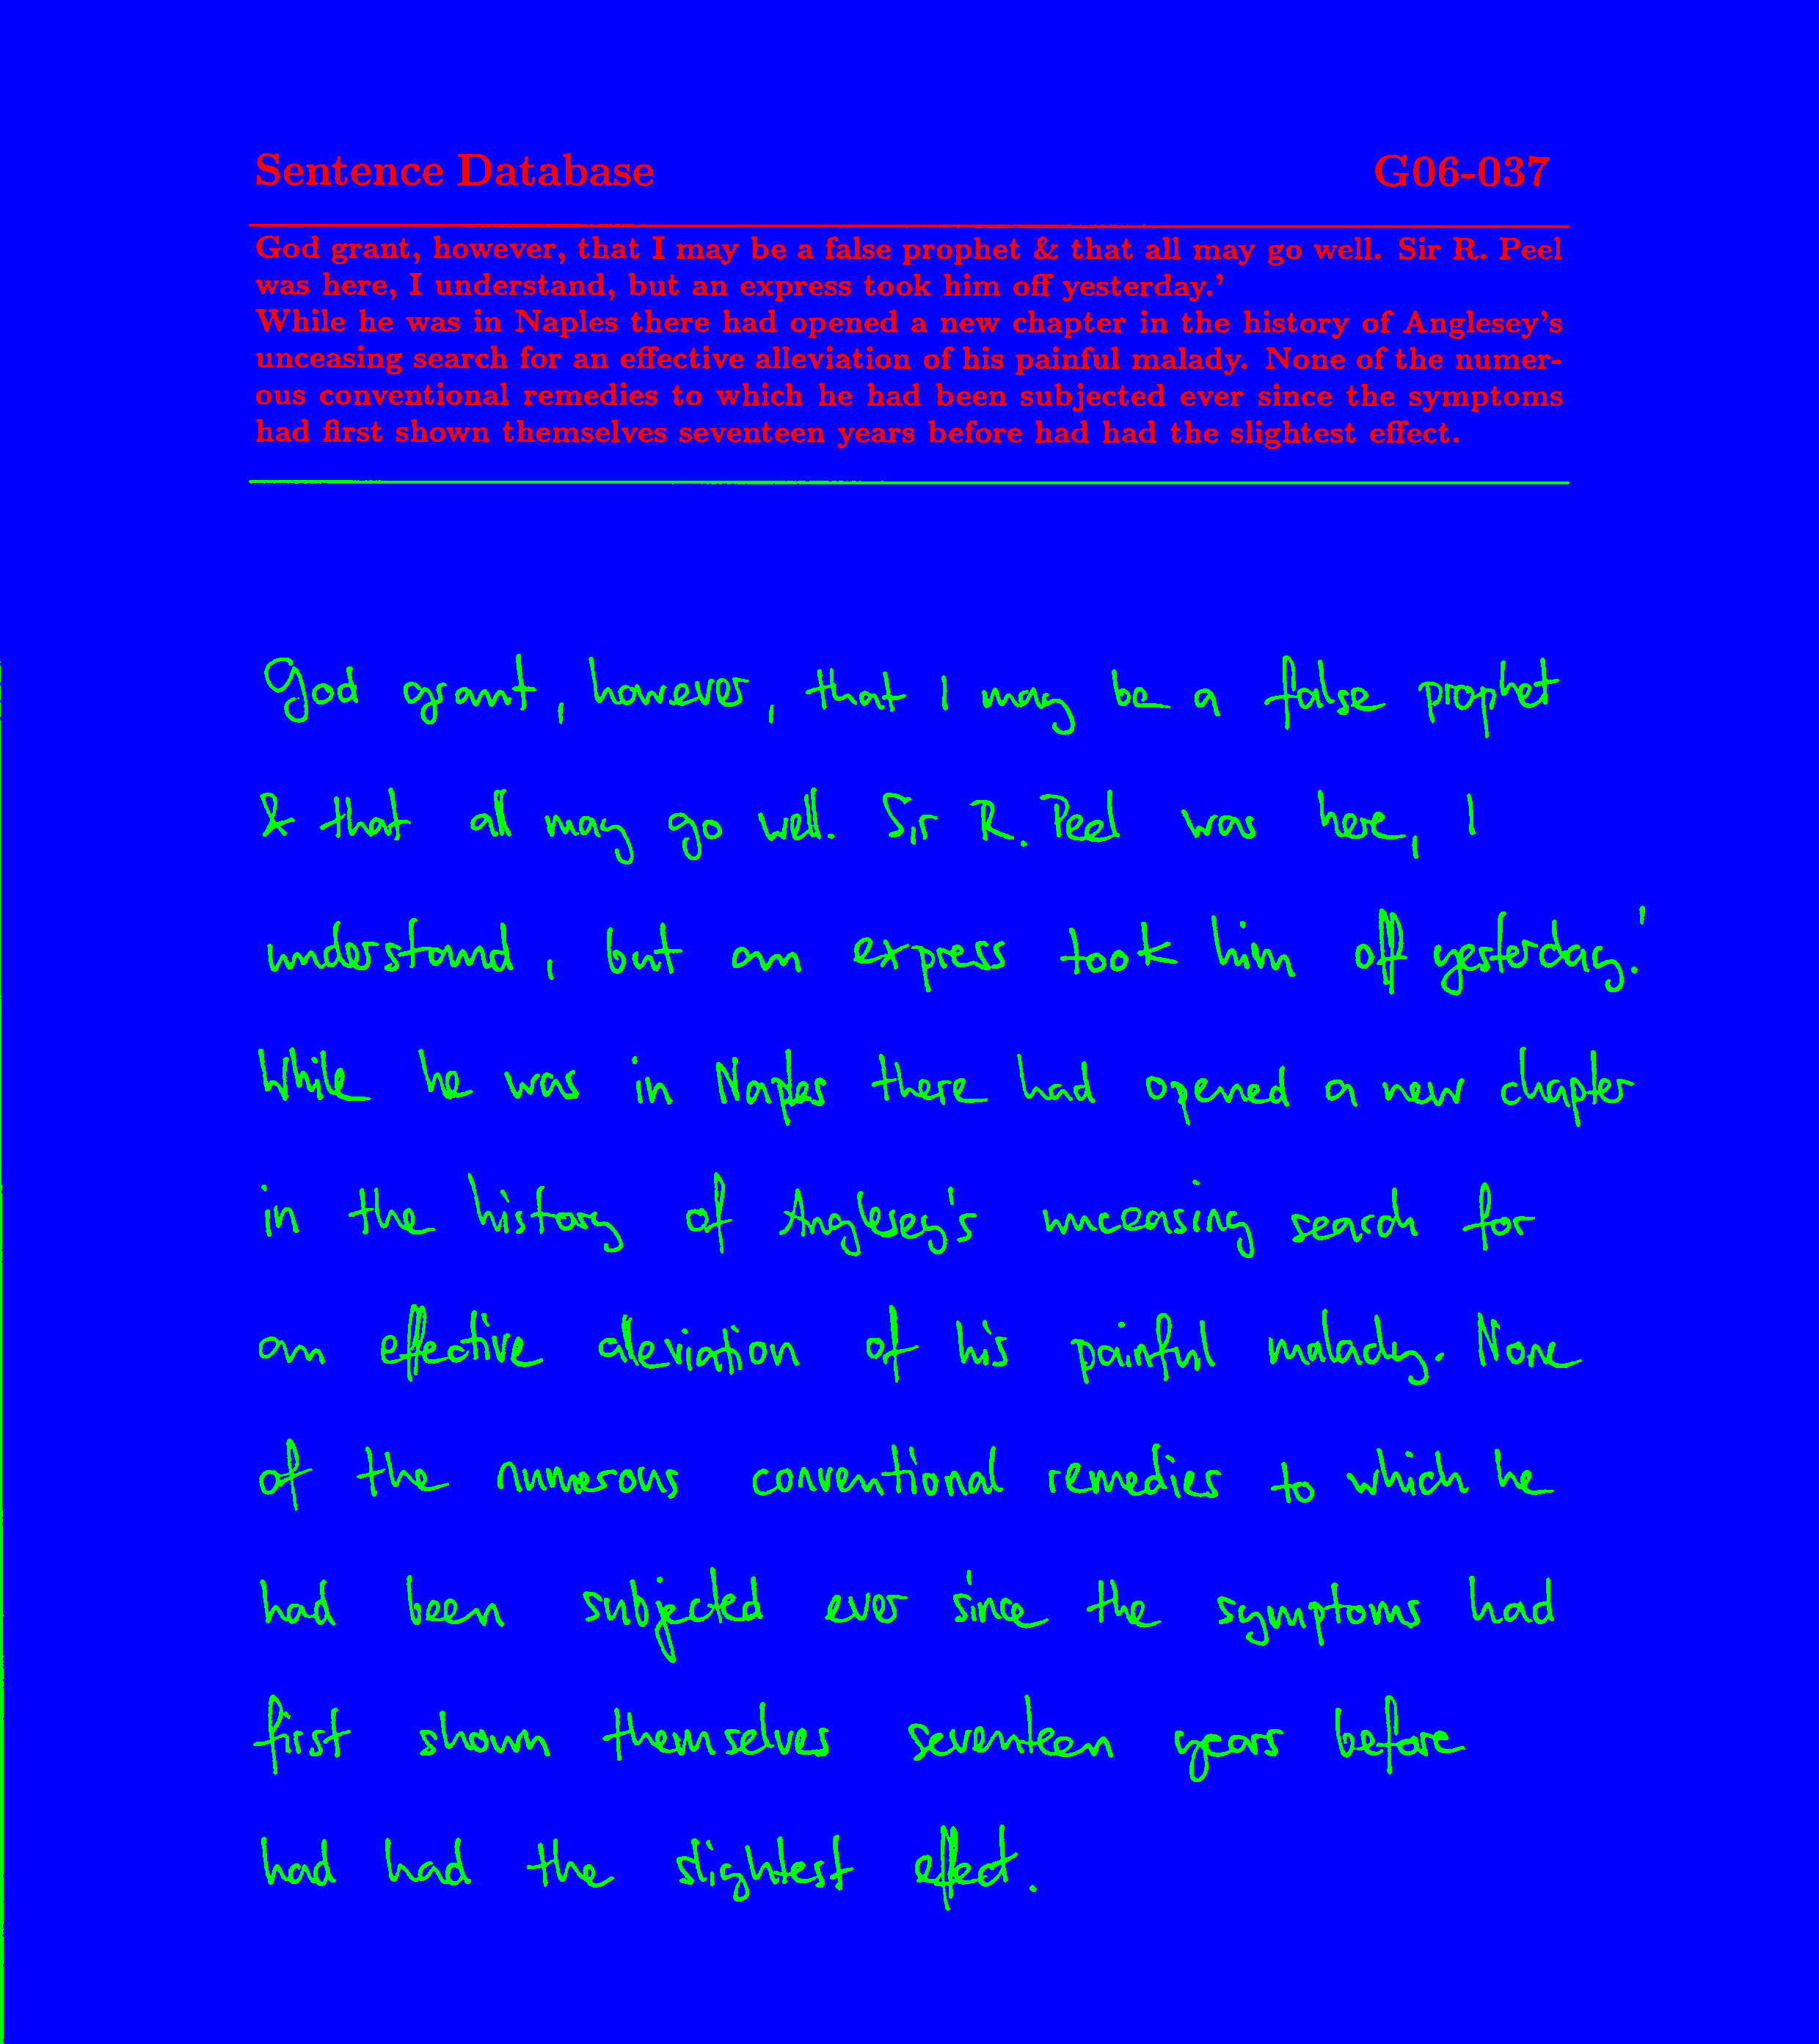 Sentence Database G06-037
God grant, however, that I may be a false prophet & that all may go well. Sir R. Peel
was here, I understand, but an express took him off yesterday.'
While he was in Naples there had opened a new chapter in the history of Anglesey's
unceasing search for an effective alleviation of his painful malady. None of the numer-
ous conventional remedies to which he had been subjected ever since the symptoms
had first shown themselves seventeen years before had had the slightest effect.
God grant, however, that I may be a false prophet
& that all may go well. Sir R. Peel was here, I
understand, but an express took him off yesterday.'
While he was in Naples there had opened a new chapter
in the history of Anglesey's unceasing search for
an effective alleviation of his painful malady. None
of the numerous conventional remedies to which he
had been subjected ever since the symptoms had
first shown themselves seventeen years before
had had the slightest effect.